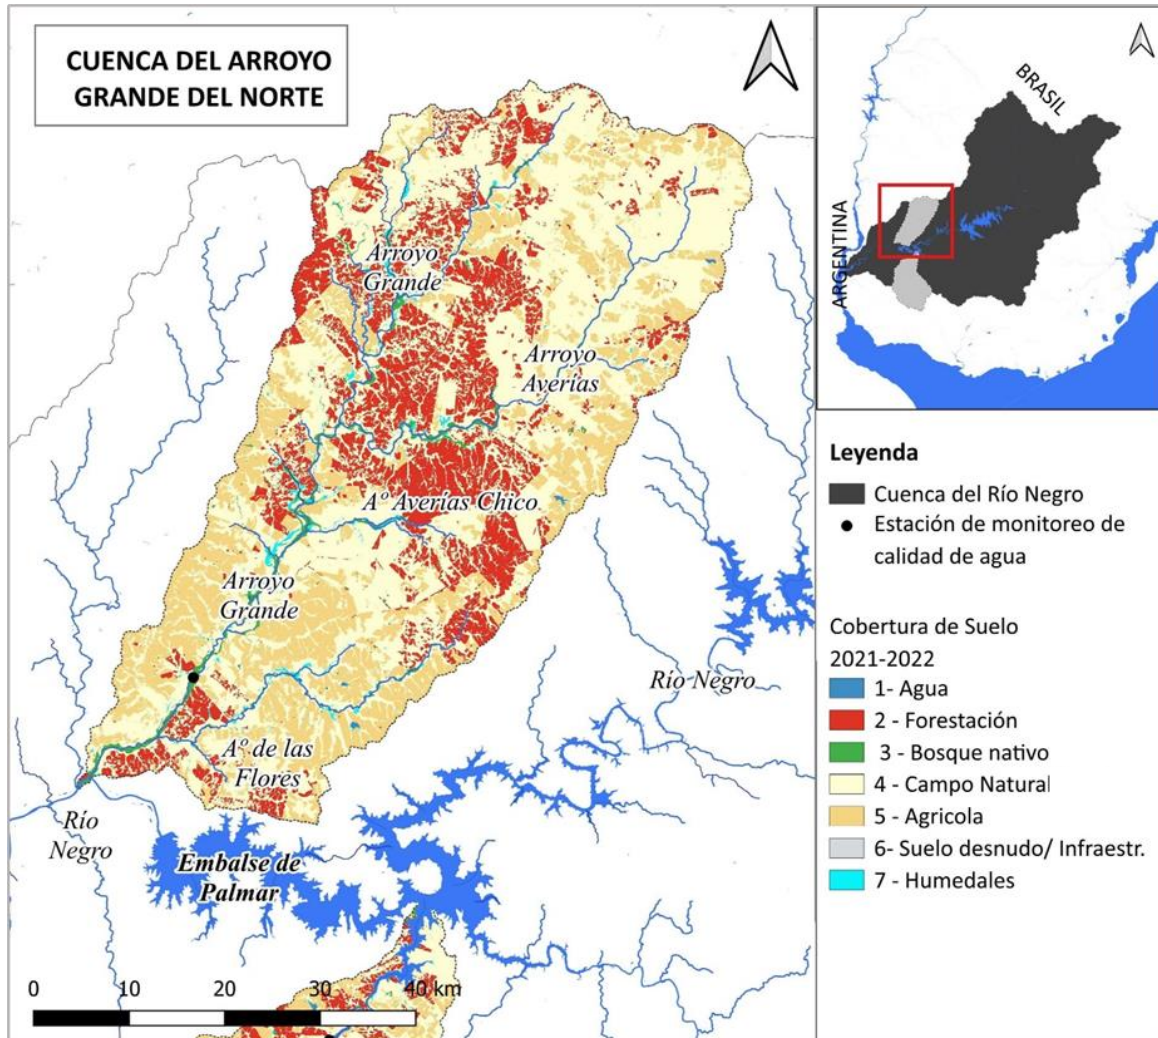 CUENCA DEL ARROYO
GRANDE DEL NORTE
Arroyo
Grande
Arroyo
Averías
Aº Averías Chico
Arroyo
Grande
Río Negro
Aº de las
Flores
Río
Negro
Embalse de
Palmar
0 10 20 30 40 km
BRASIL
ARGENTINA
Leyenda
Cuenca del Río Negro
Estación de monitoreo de
calidad de agua
Cobertura de Suelo
2021-2022
1- Agua
2 - Forestación
3 - Bosque nativo
4 - Campo Natural
5 - Agricola
6- Suelo desnudo/ Infraestr.
7 - Humedales